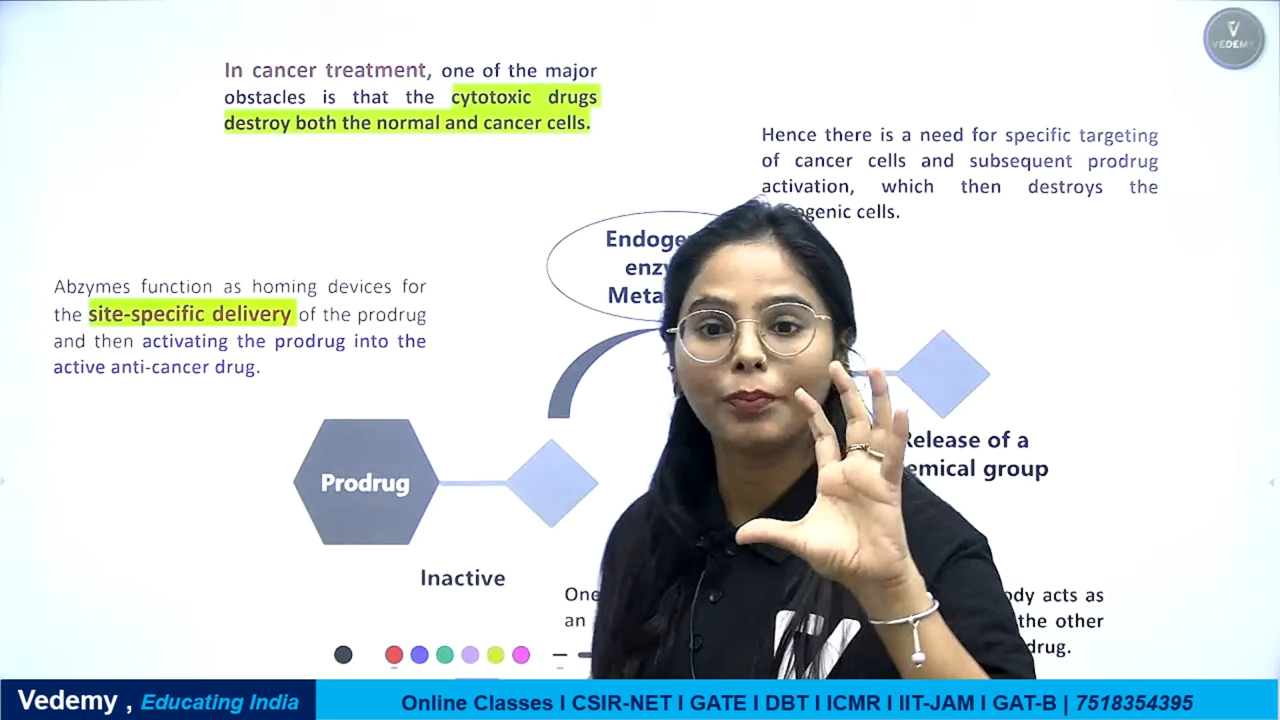 VEDEMY
In cancer treatment, one of the major
obstacles is that the cytotoxic drugs
destroy both the normal and cancer cells.
Hence there is a need for specific targeting
of cancer cells and subsequent prodrug
activation, which then destroys the
genic cells.
Endoge
enzy
Meta
Abzymes function as homing devices for
the site-specific delivery of the prodrug
and then activating the prodrug into the
active anti-cancer drug.
Release of a
emical group
Prodrug
Inactive
One
an
ody acts as
the other
drug.
Vedemy , Educating India
Online Classes I CSIR-NET I GATE I DBT I ICMR I IIT-JAM I GAT-B | 7518354395